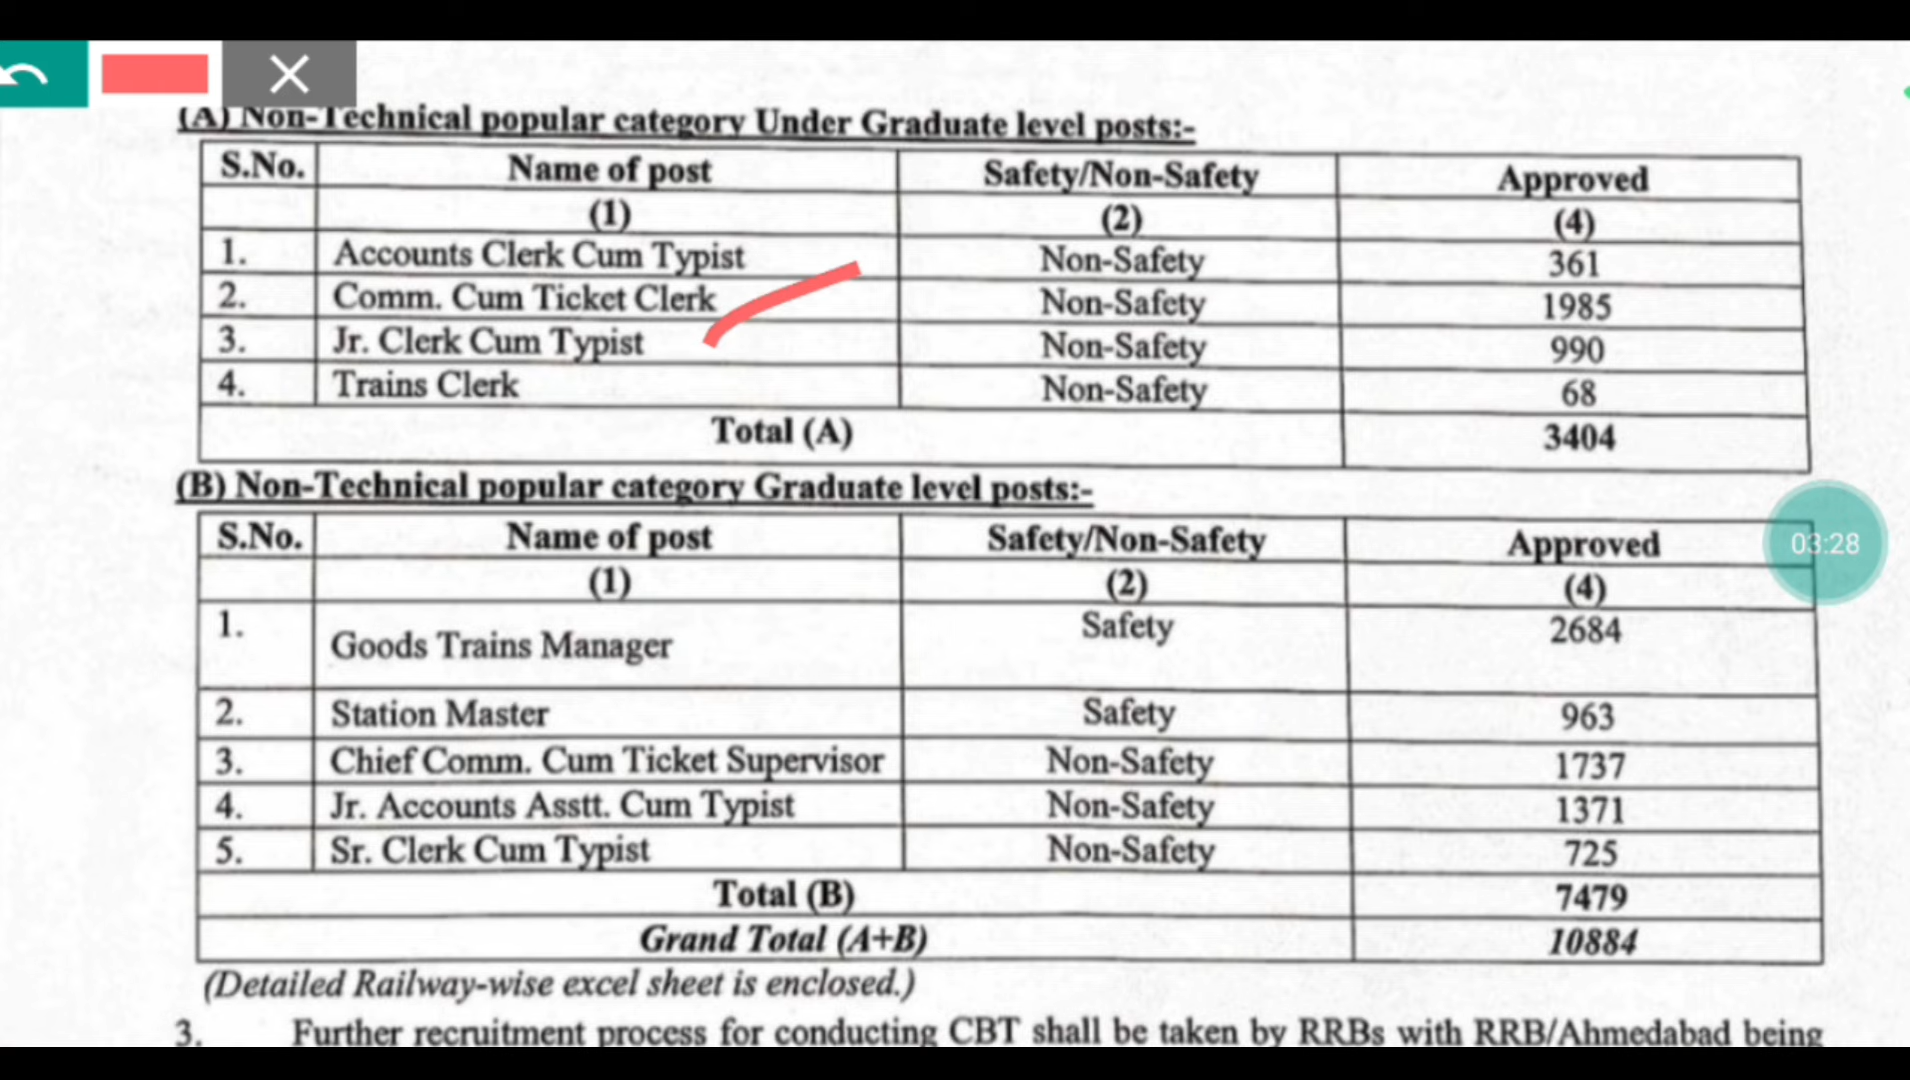 (A) Non-Technical popular category Under Graduate level posts:-
S.No. Name of post Safety/Non-Safety Approved
(1) (2) (4)
1. Accounts Clerk Cum Typist Non-Safety 361
2. Comm. Cum Ticket Clerk Non-Safety 1985
3. Jr. Clerk Cum Typist Non-Safety 990
4. Trains Clerk Non-Safety 68
Total (A) 3404
(B) Non-Technical popular category Graduate level posts:-
S.No. Name of post Safety/Non-Safety Approved
03:28
(1) (2) (4)
1. Goods Trains Manager Safety 2684
2. Station Master Safety 963
3. Chief Comm. Cum Ticket Supervisor Non-Safety 1737
4. Jr. Accounts Asstt. Cum Typist Non-Safety 1371
5. Sr. Clerk Cum Typist Non-Safety 725
Total (B) 7479
Grand Total (A+B) 10884
(Detailed Railway-wise excel sheet is enclosed.)
3. Further recruitment process for conducting CBT shall be taken by RRBs with RRB/Ahmedabad being